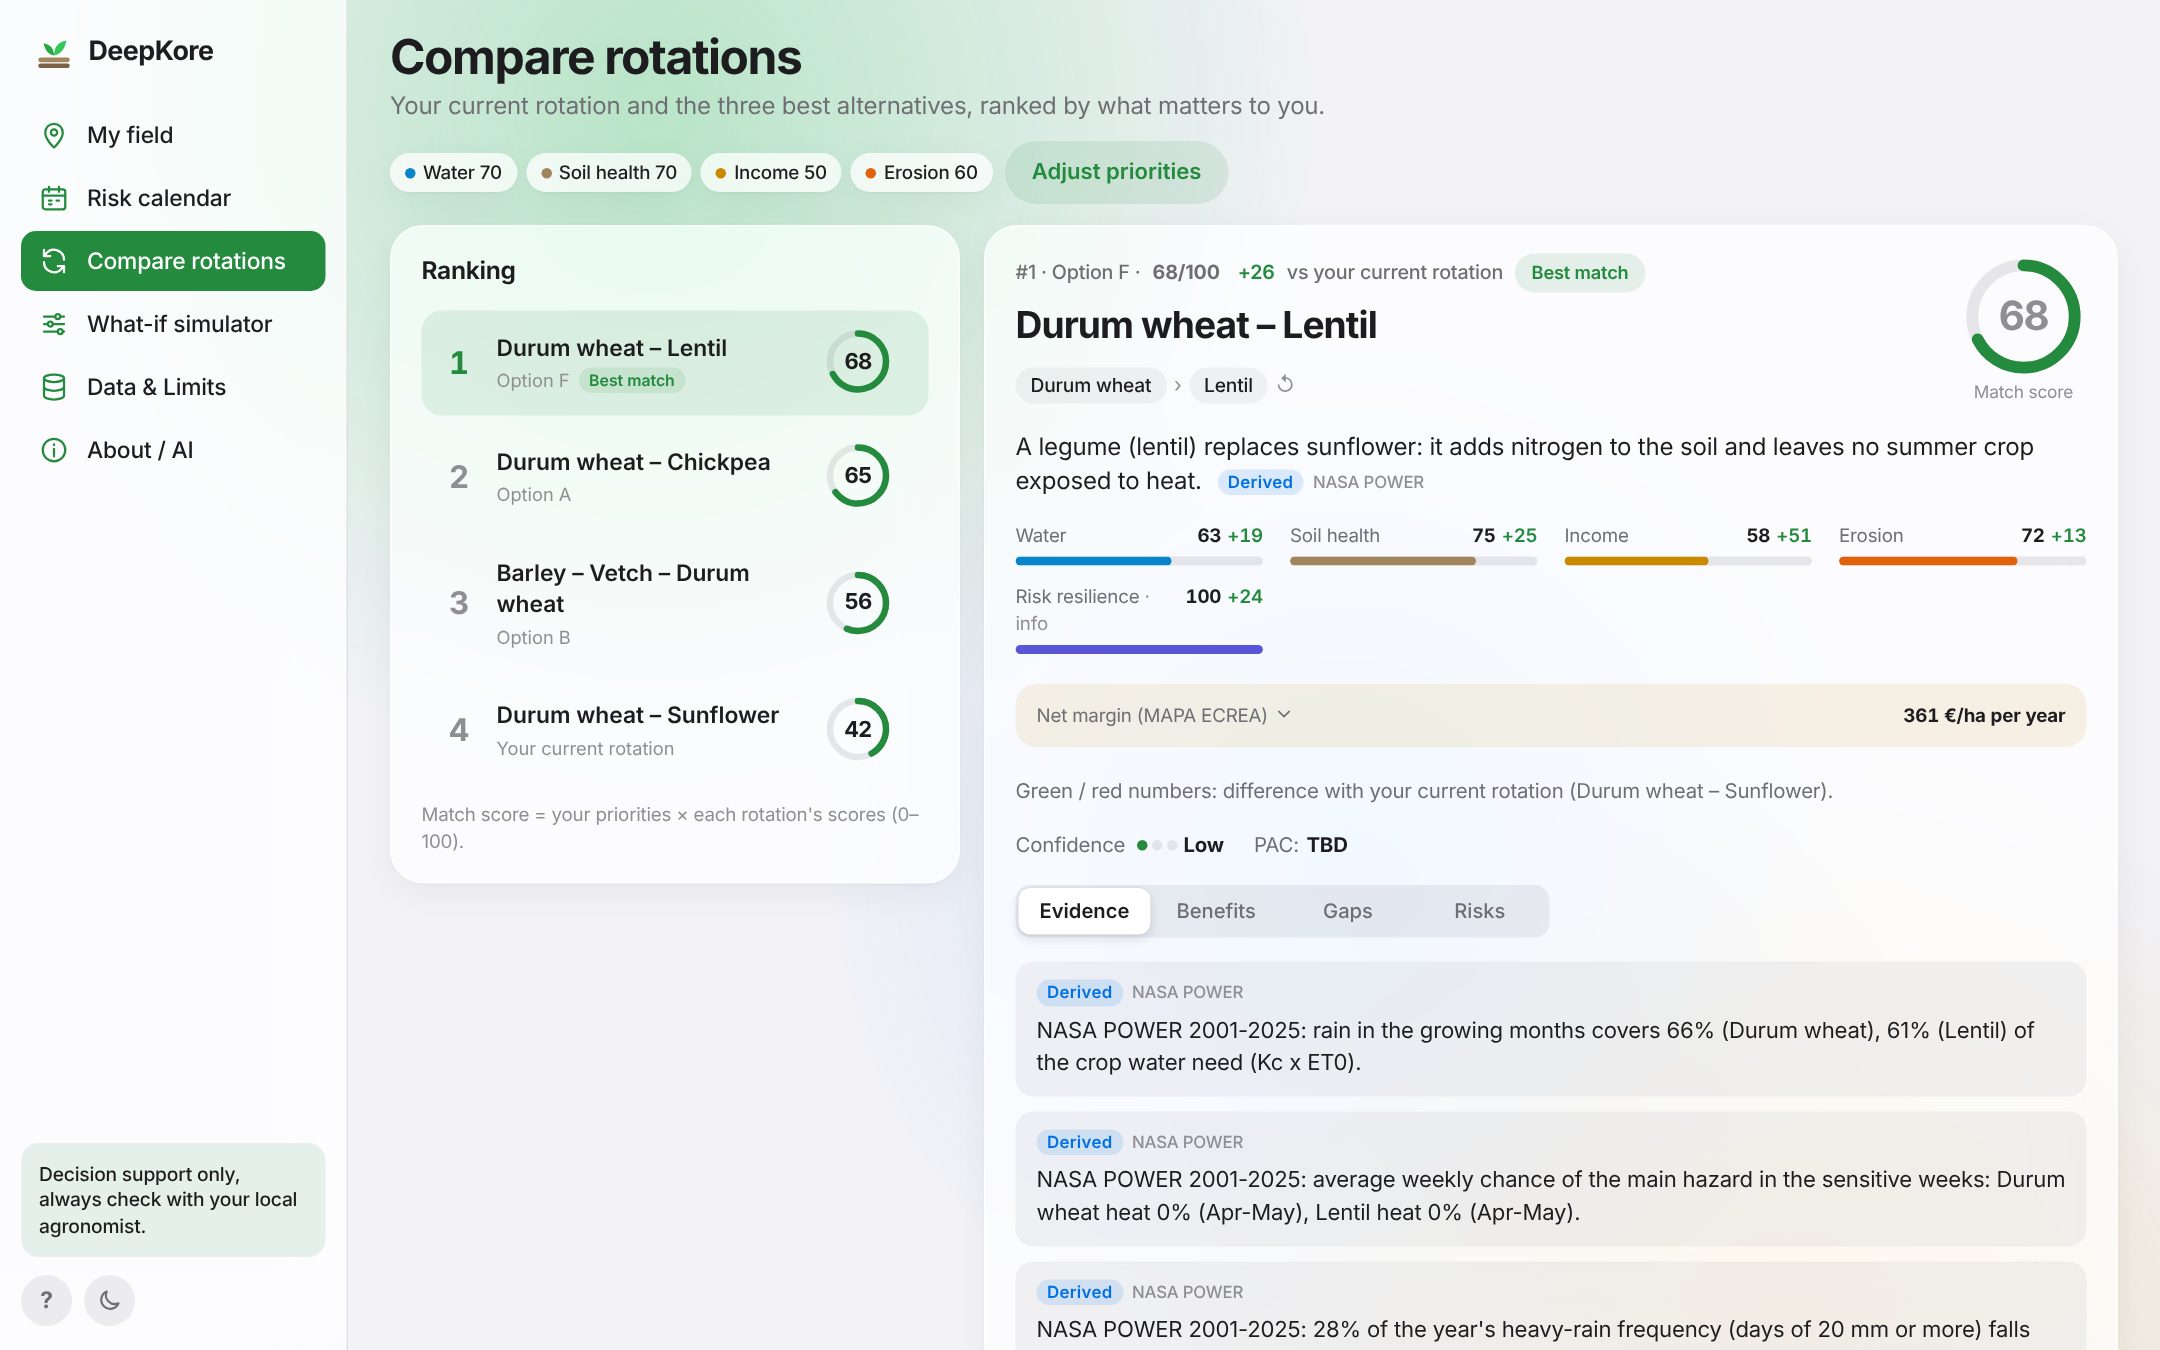 DeepKore
My field
Risk calendar
Compare rotations
What-if simulator
Data & Limits
About / AI
Decision support only,
always check with your local
agronomist.
?
Compare rotations
Your current rotation and the three best alternatives, ranked by what matters to you.
Water 70
Soil health 70
Income 50
Erosion 60
Adjust priorities
Ranking
1
Durum wheat – Lentil
Option F Best match
68
2
Durum wheat – Chickpea
Option A
65
3
Barley – Vetch – Durum
wheat
Option B
56
4
Durum wheat – Sunflower
Your current rotation
42
Match score = your priorities × each rotation's scores (0–
100).
#1 · Option F · 68/100 +26 vs your current rotation Best match
Durum wheat – Lentil
Durum wheat › Lentil
68
Match score
A legume (lentil) replaces sunflower: it adds nitrogen to the soil and leaves no summer crop
exposed to heat. Derived NASA POWER
Water 63 +19
Soil health 75 +25
Income 58 +51
Erosion 72 +13
Risk resilience · 100 +24
info
Net margin (MAPA ECREA) 361 €/ha per year
Green / red numbers: difference with your current rotation (Durum wheat – Sunflower).
Confidence Low PAC: TBD
Evidence Benefits Gaps Risks
Derived NASA POWER
NASA POWER 2001-2025: rain in the growing months covers 66% (Durum wheat), 61% (Lentil) of
the crop water need (Kc x ET0).
Derived NASA POWER
NASA POWER 2001-2025: average weekly chance of the main hazard in the sensitive weeks: Durum
wheat heat 0% (Apr-May), Lentil heat 0% (Apr-May).
Derived NASA POWER
NASA POWER 2001-2025: 28% of the year's heavy-rain frequency (days of 20 mm or more) falls